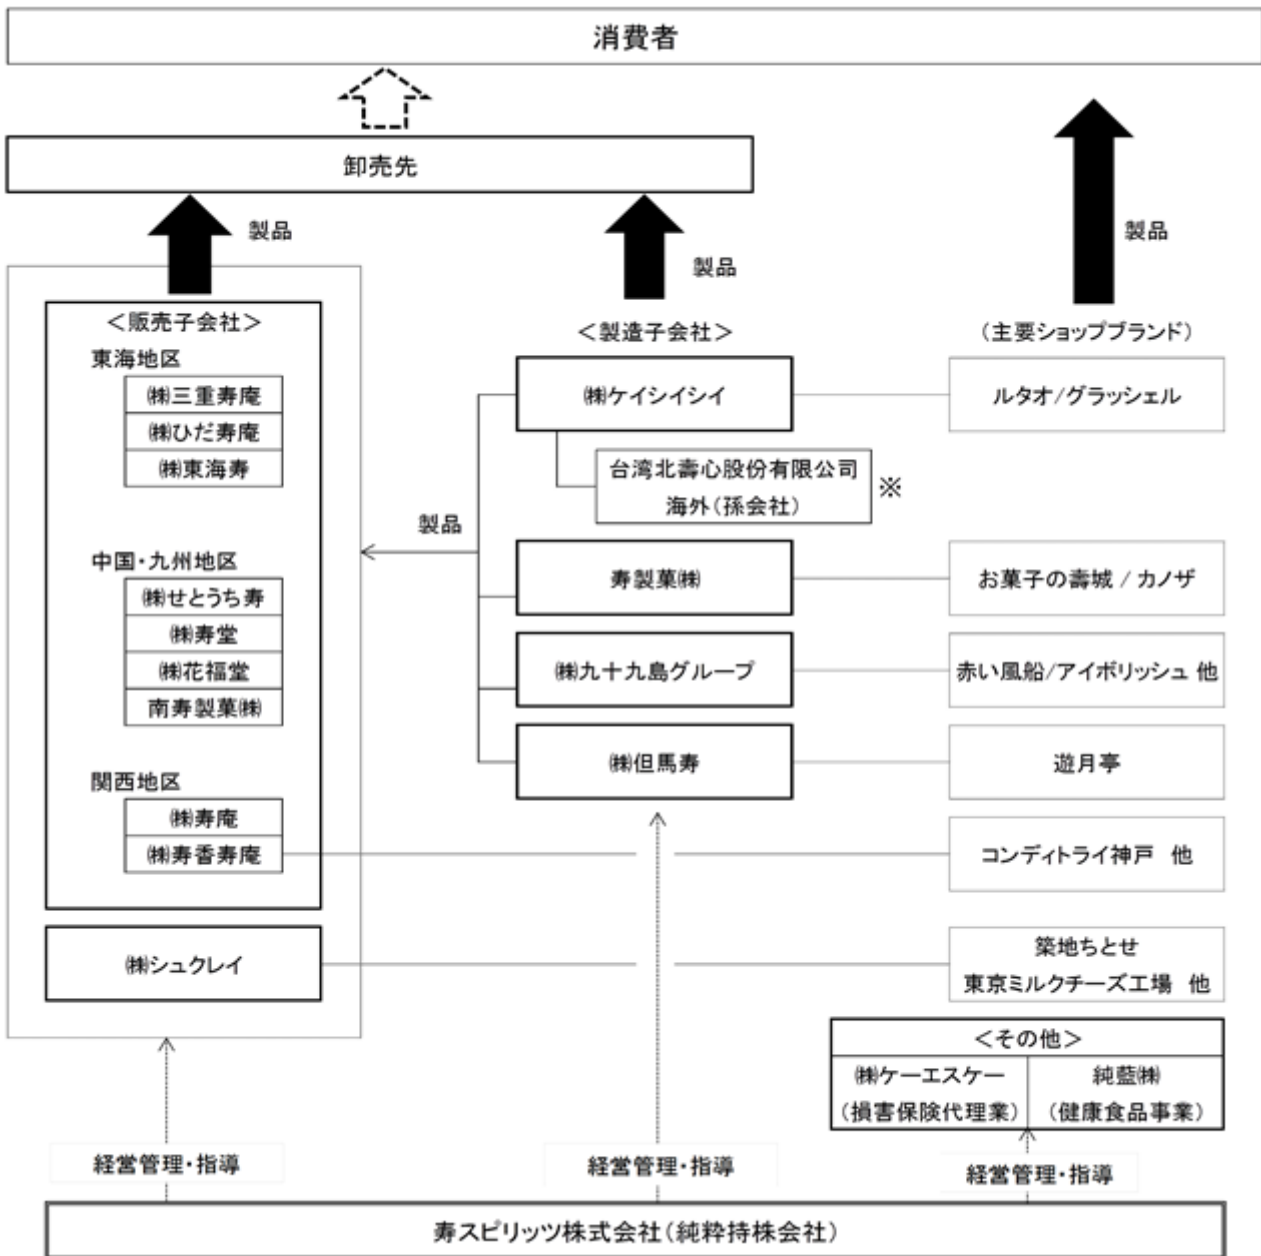 消費者
卸売先
製品
製品
製品
＜販売子会社＞
東海地区
㈱三重寿庵
㈱ひだ寿庵
㈱東海寿
中国・九州地区
㈱せとうち寿
㈱寿堂
㈱花福堂
南寿製菓㈱
関西地区
㈱寿庵
㈱寿香寿庵
㈱シュクレイ
製品
＜製造子会社＞
㈱ケイシイシイ
台湾北壽心股份有限公司
海外（孫会社）
※
寿製菓㈱
㈱九十九島グループ
㈱但馬寿
（主要ショップブランド）
ルタオ/グラッシェル
お菓子の壽城 / カノザ
赤い風船/アイボリッシュ 他
遊月亭
コンディトライ神戸 他
築地ちとせ
東京ミルクチーズ工場 他
＜その他＞
㈱ケーエスケー
（損害保険代理業）
純藍㈱
（健康食品事業）
経営管理・指導
経営管理・指導
経営管理・指導
寿スピリッツ株式会社（純粋持株会社）